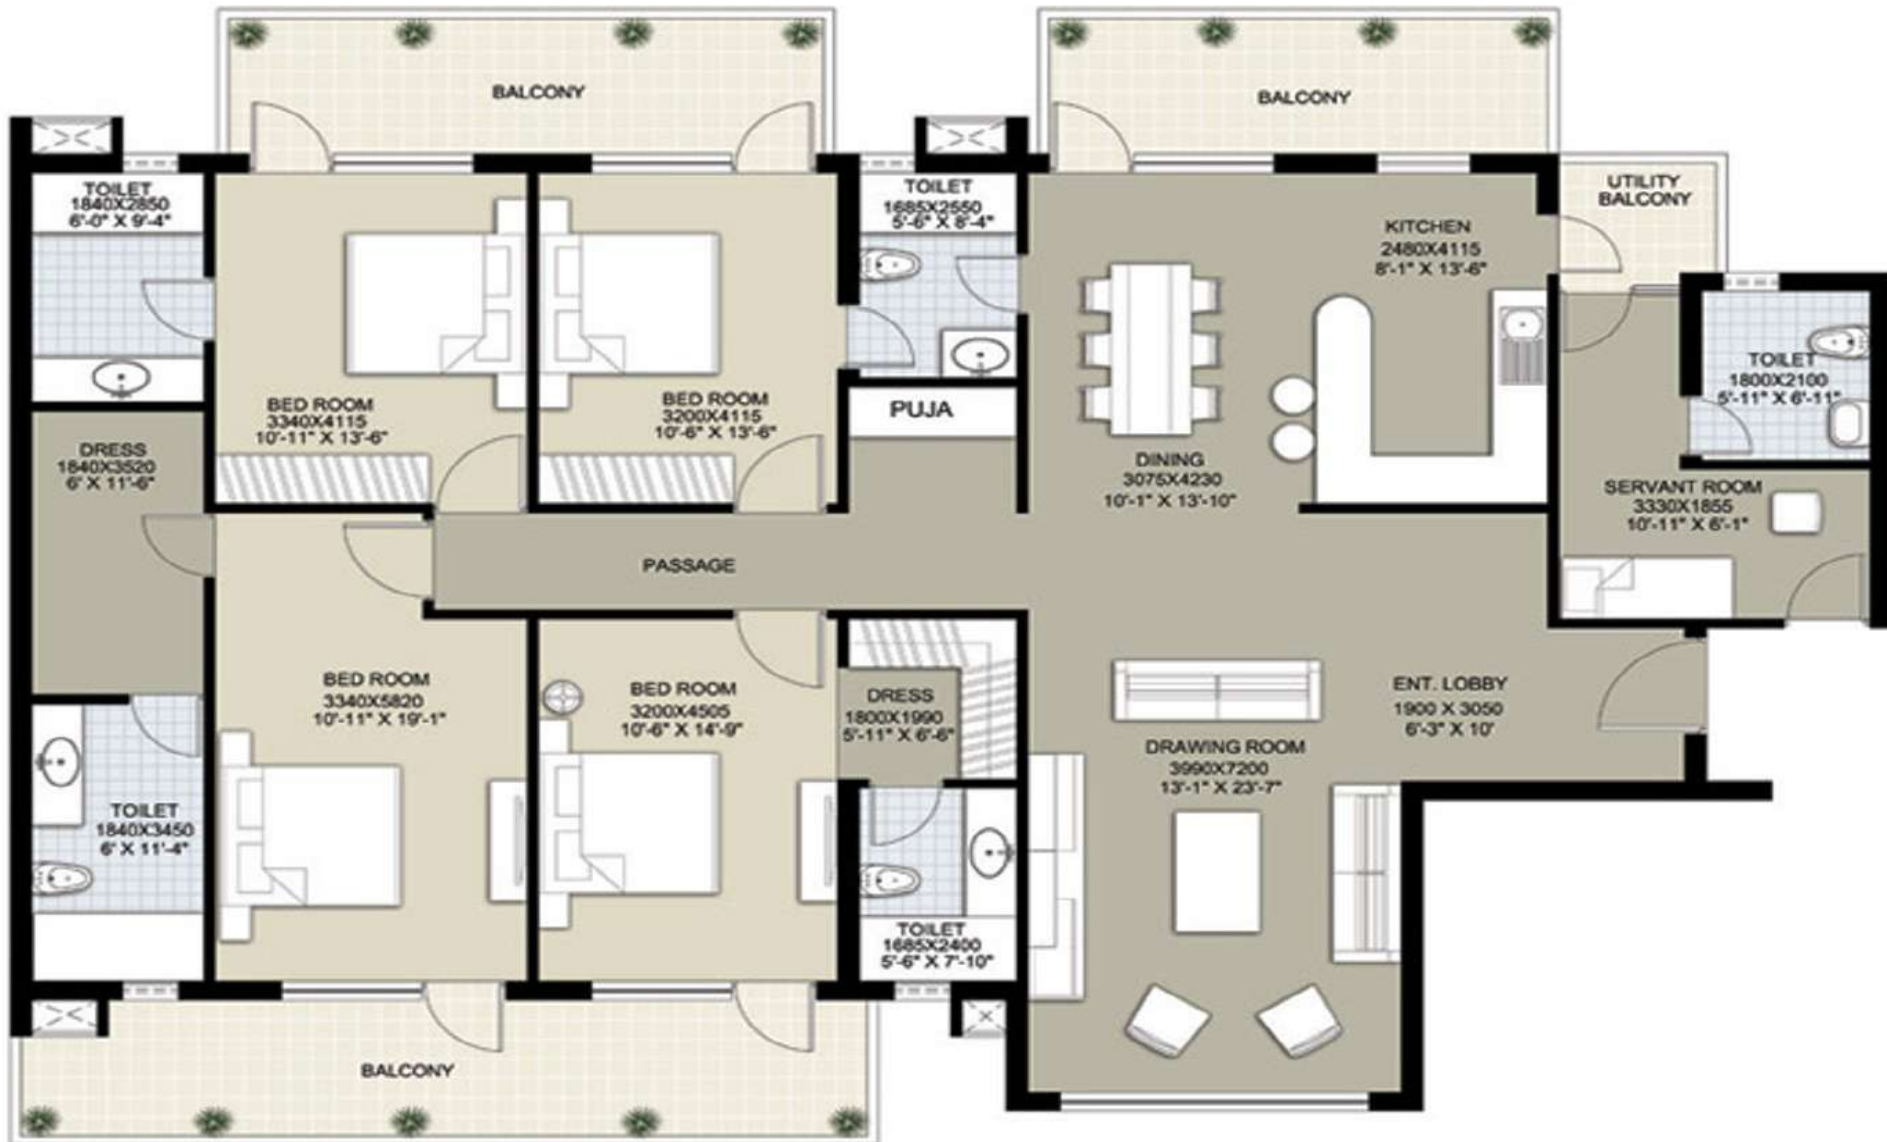 BALCONY
BALCONY
TOILET
1840X2850
6'-0" X 9'-4"
TOILET
1685X2550
5'-6" X 8'-4"
UTILITY
BALCONY
KITCHEN
2480X4115
8'-1" X 13'-6"
BED ROOM
3340X4115
10'-11" X 13'-6"
BED ROOM
3200X4115
10'-6" X 13'-6"
PUJA
TOILET
1800X2100
5'-11" X 6'-11"
DRESS
1840X3520
6' X 11'-6"
DINING
3075X4230
10'-1" X 13'-10"
SERVANT ROOM
3330X1855
10'-11" X 6'-1"
PASSAGE
BED ROOM
3340X5820
10'-11" X 19'-1"
BED ROOM
3200X4505
10'-6" X 14'-9"
DRESS
1800X1990
5'-11" X 6'-6"
ENT. LOBBY
1900 X 3050
6'-3" X 10'
DRAWING ROOM
3990X7200
13'-1" X 23'-7"
TOILET
1840X3450
6' X 11'-4"
TOILET
1685X2400
5'-6" X 7'-10"
BALCONY